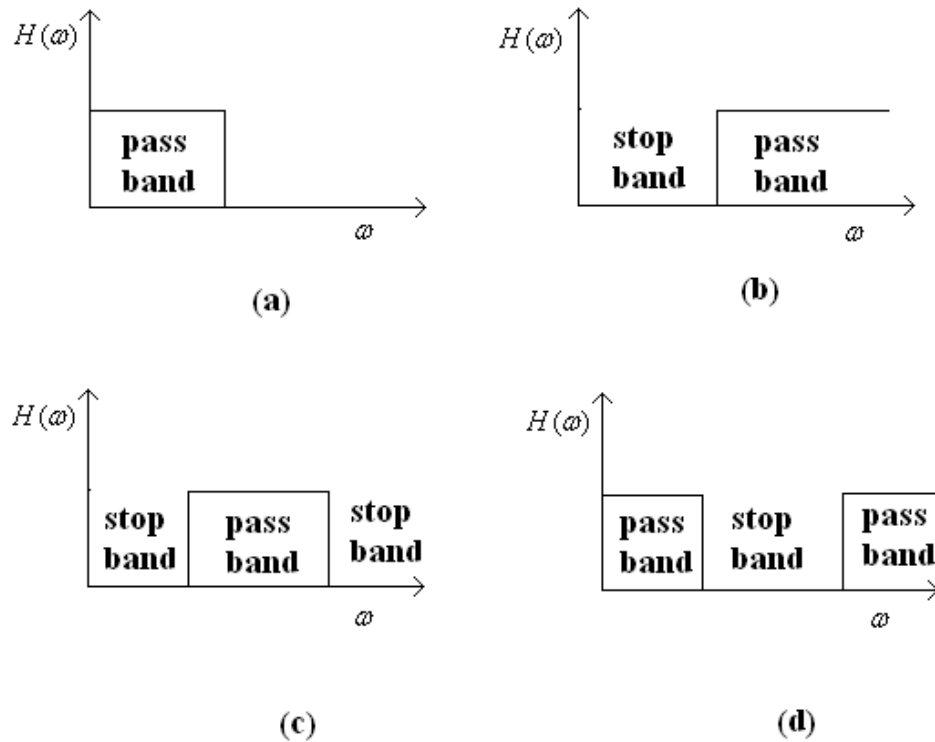 H(ω)
pass
band
ω
(a)
H(ω)
stop
band
pass
band
ω
(b)
H(ω)
stop
band
pass
band
stop
band
ω
(c)
H(ω)
pass
band
stop
band
pass
band
ω
(d)